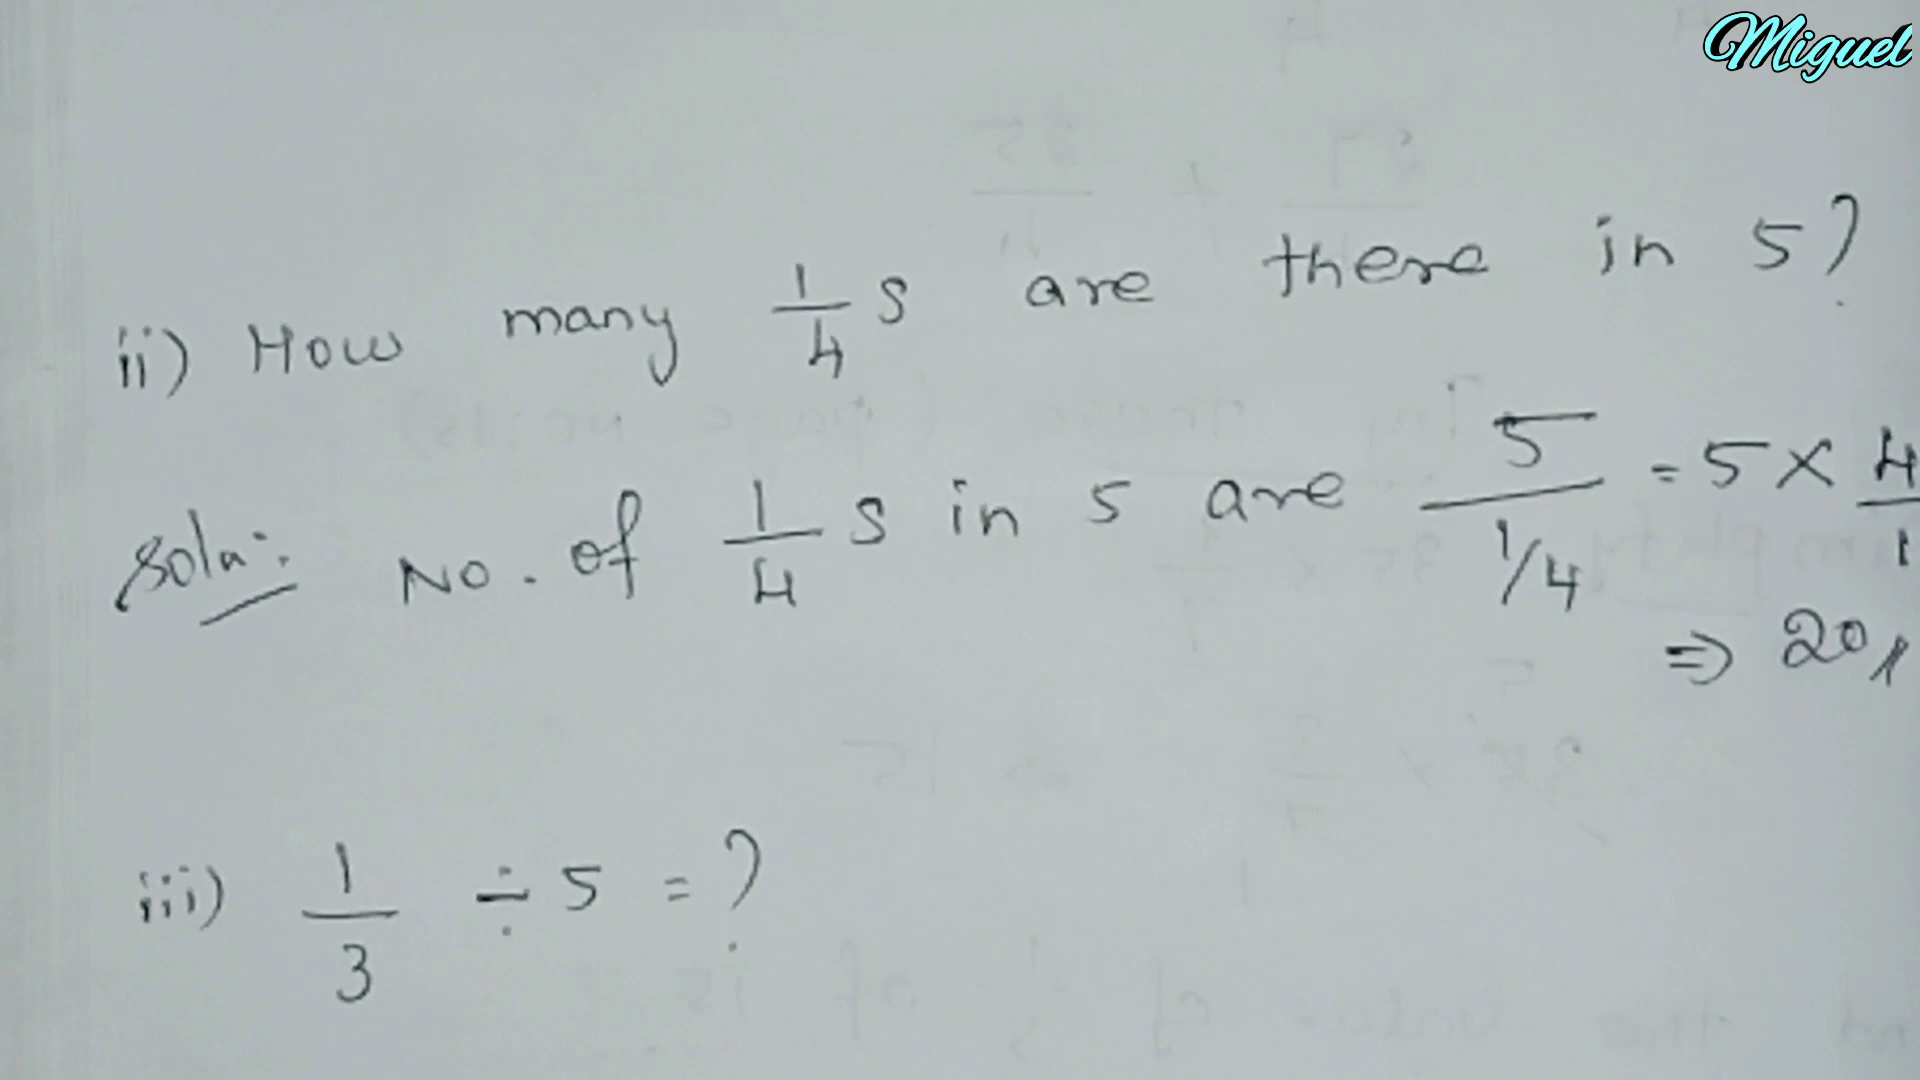 Miguel
ii) How many 1/4 s are there in 5?
Soln:. No. of 1/4 s in 5 are 5/1/4 = 5 × 4/1
⇒ 20
iii) 1/3 ÷ 5 = ?